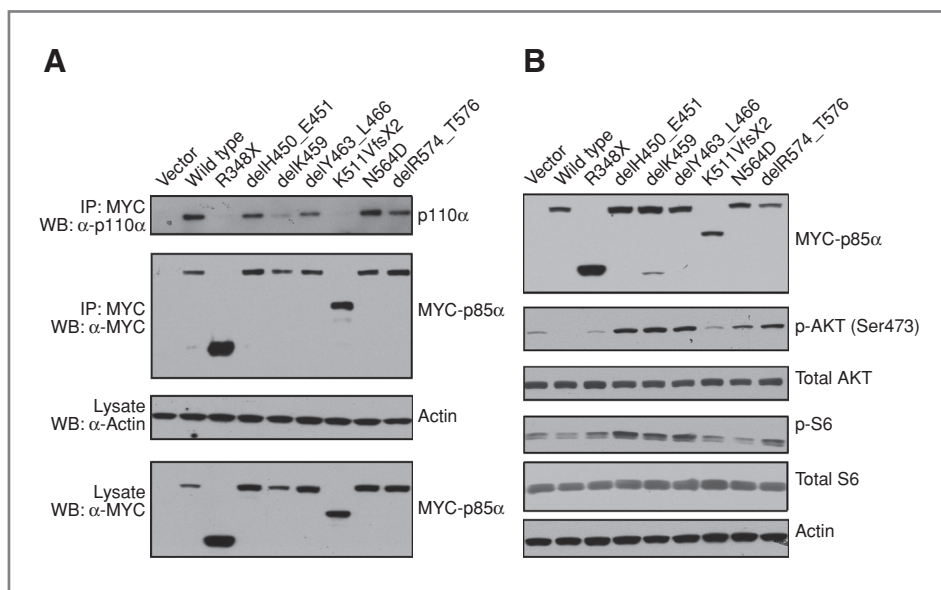 A
Vector
Wild type
R348X
delH450_E451
delK459
delY463_L466
K511VfsX2
N564D
delR574_T576
IP: MYC
WB: α-p110α
p110α
IP: MYC
WB: α-MYC
MYC-p85α
Lysate
WB: α-Actin
Actin
Lysate
WB: α-MYC
MYC-p85α
B
Vector
Wild type
R348X
delH450_E451
delK459
delY463_L466
K511VfsX2
N564D
delR574_T576
MYC-p85α
p-AKT (Ser473)
Total AKT
p-S6
Total S6
Actin